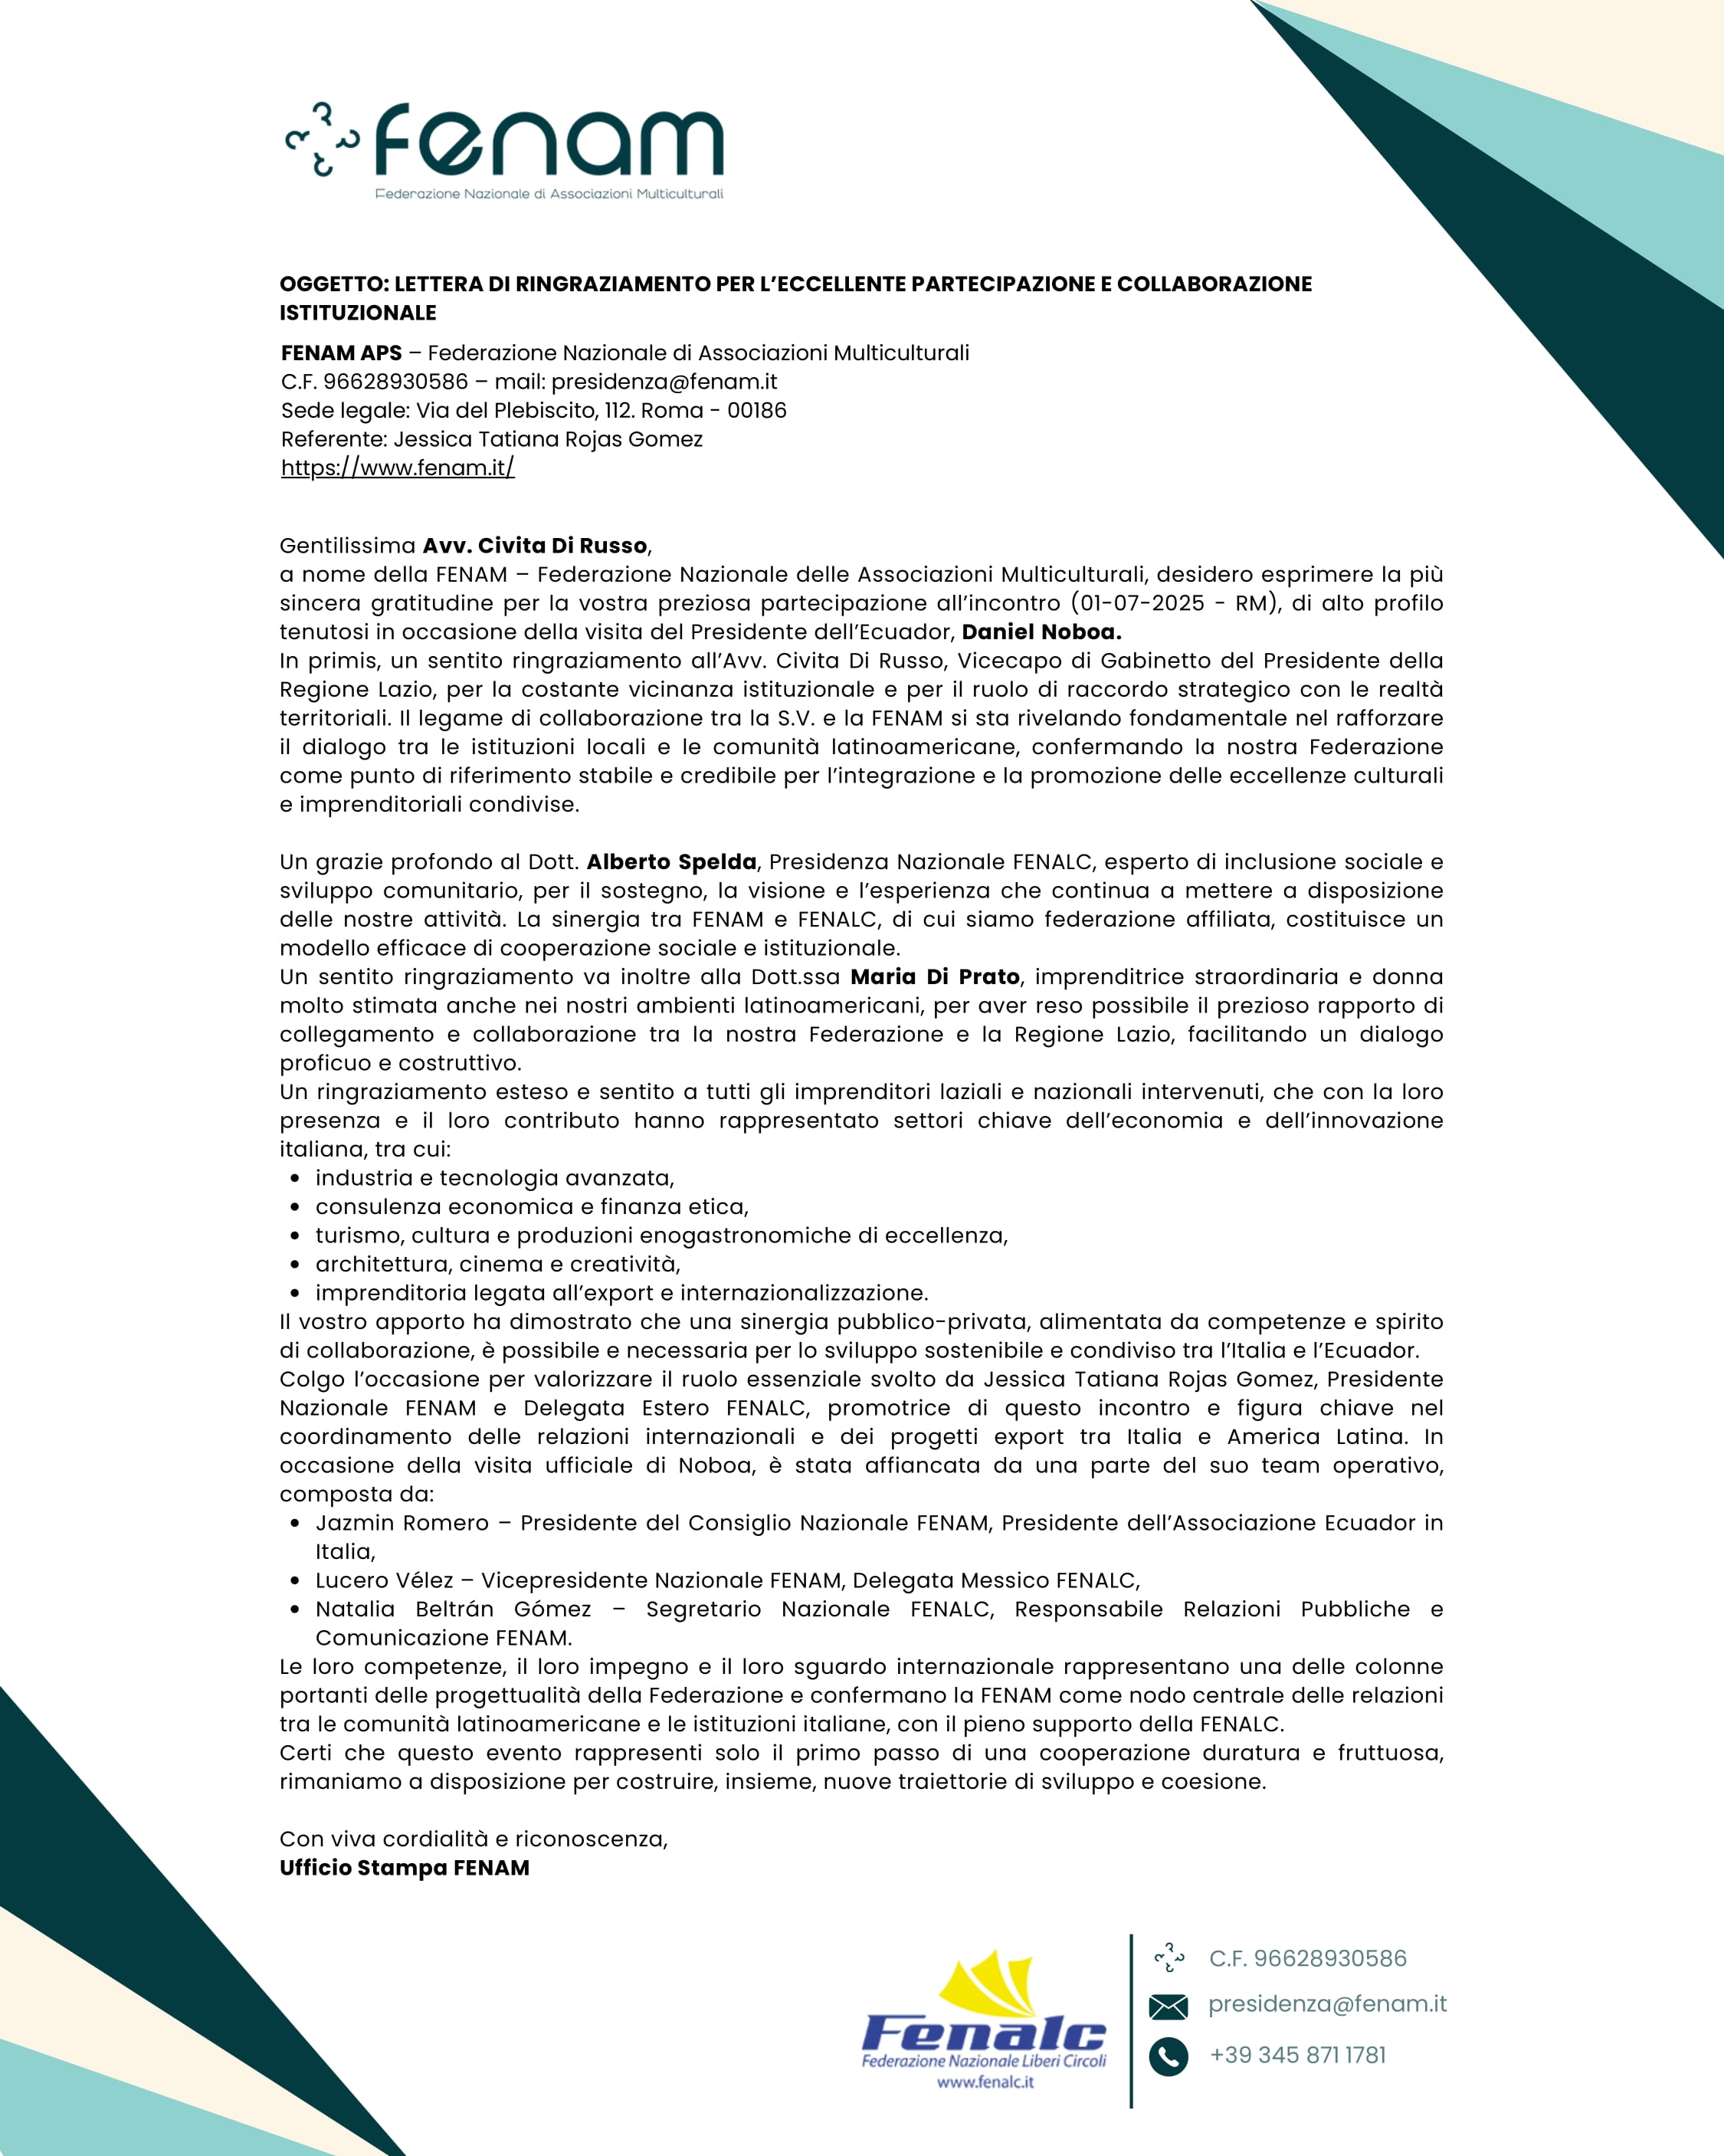 fenam
Federazione Nazionale di Associazioni Multiculturali
OGGETTO: LETTERA DI RINGRAZIAMENTO PER L’ECCELLENTE PARTECIPAZIONE E COLLABORAZIONE
ISTITUZIONALE
FENAM APS – Federazione Nazionale di Associazioni Multiculturali
C.F. 96628930586 – mail: presidenza@fenam.it
Sede legale: Via del Plebiscito, 112. Roma - 00186
Referente: Jessica Tatiana Rojas Gomez
https://www.fenam.it/
Gentilissima Avv. Civita Di Russo,
a nome della FENAM – Federazione Nazionale delle Associazioni Multiculturali, desidero esprimere la più
sincera gratitudine per la vostra preziosa partecipazione all’incontro (01-07-2025 - RM), di alto profilo
tenutosi in occasione della visita del Presidente dell’Ecuador, Daniel Noboa.
In primis, un sentito ringraziamento all’Avv. Civita Di Russo, Vicecapo di Gabinetto del Presidente della
Regione Lazio, per la costante vicinanza istituzionale e per il ruolo di raccordo strategico con le realtà
territoriali. Il legame di collaborazione tra la S.V. e la FENAM si sta rivelando fondamentale nel rafforzare
il dialogo tra le istituzioni locali e le comunità latinoamericane, confermando la nostra Federazione
come punto di riferimento stabile e credibile per l’integrazione e la promozione delle eccellenze culturali
e imprenditoriali condivise.
Un grazie profondo al Dott. Alberto Spelda, Presidenza Nazionale FENALC, esperto di inclusione sociale e
sviluppo comunitario, per il sostegno, la visione e l’esperienza che continua a mettere a disposizione
delle nostre attività. La sinergia tra FENAM e FENALC, di cui siamo federazione affiliata, costituisce un
modello efficace di cooperazione sociale e istituzionale.
Un sentito ringraziamento va inoltre alla Dott.ssa Maria Di Prato, imprenditrice straordinaria e donna
molto stimata anche nei nostri ambienti latinoamericani, per aver reso possibile il prezioso rapporto di
collegamento e collaborazione tra la nostra Federazione e la Regione Lazio, facilitando un dialogo
proficuo e costruttivo.
Un ringraziamento esteso e sentito a tutti gli imprenditori laziali e nazionali intervenuti, che con la loro
presenza e il loro contributo hanno rappresentato settori chiave dell’economia e dell’innovazione
italiana, tra cui:
• industria e tecnologia avanzata,
• consulenza economica e finanza etica,
• turismo, cultura e produzioni enogastronomiche di eccellenza,
• architettura, cinema e creatività,
• imprenditoria legata all’export e internazionalizzazione.
Il vostro apporto ha dimostrato che una sinergia pubblico-privata, alimentata da competenze e spirito
di collaborazione, è possibile e necessaria per lo sviluppo sostenibile e condiviso tra l’Italia e l’Ecuador.
Colgo l’occasione per valorizzare il ruolo essenziale svolto da Jessica Tatiana Rojas Gomez, Presidente
Nazionale FENAM e Delegata Estero FENALC, promotrice di questo incontro e figura chiave nel
coordinamento delle relazioni internazionali e dei progetti export tra Italia e America Latina. In
occasione della visita ufficiale di Noboa, è stata affiancata da una parte del suo team operativo,
composta da:
• Jazmin Romero – Presidente del Consiglio Nazionale FENAM, Presidente dell’Associazione Ecuador in
Italia,
• Lucero Vélez – Vicepresidente Nazionale FENAM, Delegata Messico FENALC,
• Natalia Beltrán Gómez – Segretario Nazionale FENALC, Responsabile Relazioni Pubbliche e
Comunicazione FENAM.
Le loro competenze, il loro impegno e il loro sguardo internazionale rappresentano una delle colonne
portanti delle progettualità della Federazione e confermano la FENAM come nodo centrale delle relazioni
tra le comunità latinoamericane e le istituzioni italiane, con il pieno supporto della FENALC.
Certi che questo evento rappresenti solo il primo passo di una cooperazione duratura e fruttuosa,
rimaniamo a disposizione per costruire, insieme, nuove traiettorie di sviluppo e coesione.
Con viva cordialità e riconoscenza,
Ufficio Stampa FENAM
Fenalc
Federazione Nazionale Liberi Circoli
www.fenalc.it
C.F. 96628930586
presidenza@fenam.it
+39 345 871 1781